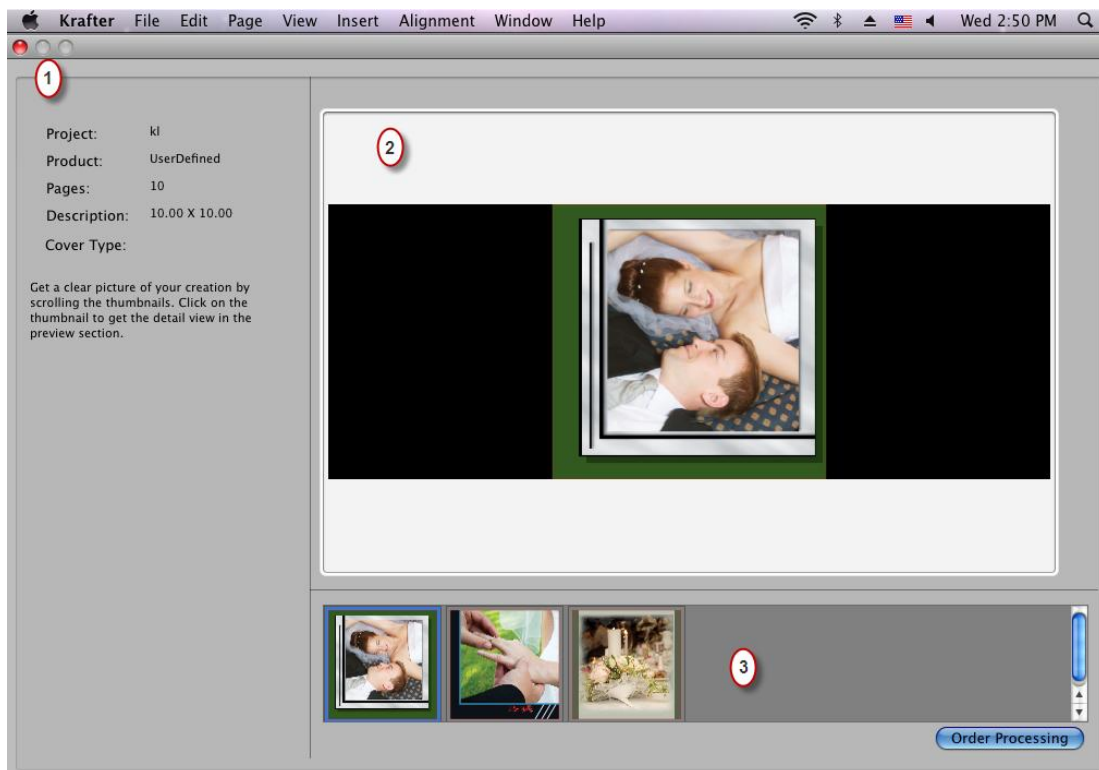 Krafter File Edit Page View Insert Alignment Window Help Wed 2:50 PM
1
Project: kl
Product: UserDefined
Pages: 10
Description: 10.00 X 10.00
Cover Type:
Get a clear picture of your creation by
scrolling the thumbnails. Click on the
thumbnail to get the detail view in the
preview section.
2
3
Order Processing